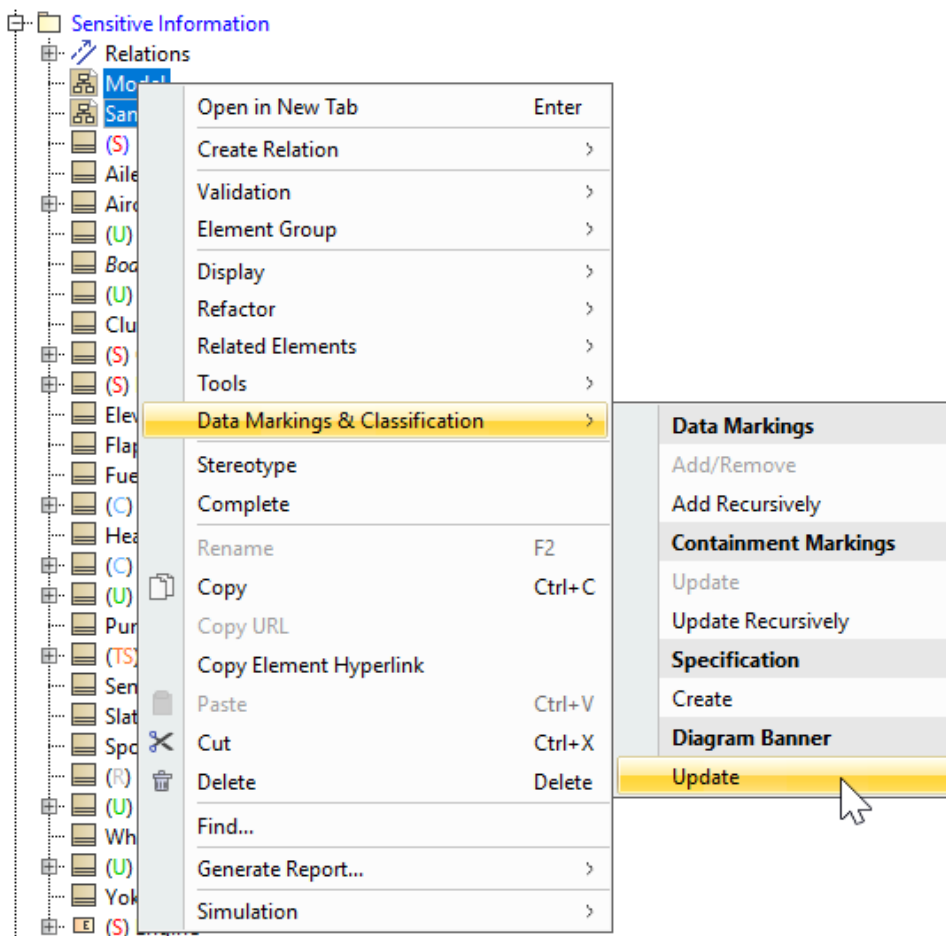 Sensitive Information
Relations
Model
San
(S)
Aile
Airc
(U)
Boa
(U)
Clu
(S)
(S)
Elev
Flap
Fue
(C)
Hea
(C)
(U)
Pur
(TS)
Sen
Slat
Spo
(R)
(U)
Wh
(U)
Yok
(S) Engine
Open in New Tab Enter
Create Relation
Validation
Element Group
Display
Refactor
Related Elements
Tools
Data Markings & Classification
Stereotype
Complete
Rename F2
Copy Ctrl+C
Copy URL
Copy Element Hyperlink
Paste Ctrl+V
Cut Ctrl+X
Delete Delete
Find...
Generate Report...
Simulation
Data Markings
Add/Remove
Add Recursively
Containment Markings
Update
Update Recursively
Specification
Create
Diagram Banner
Update